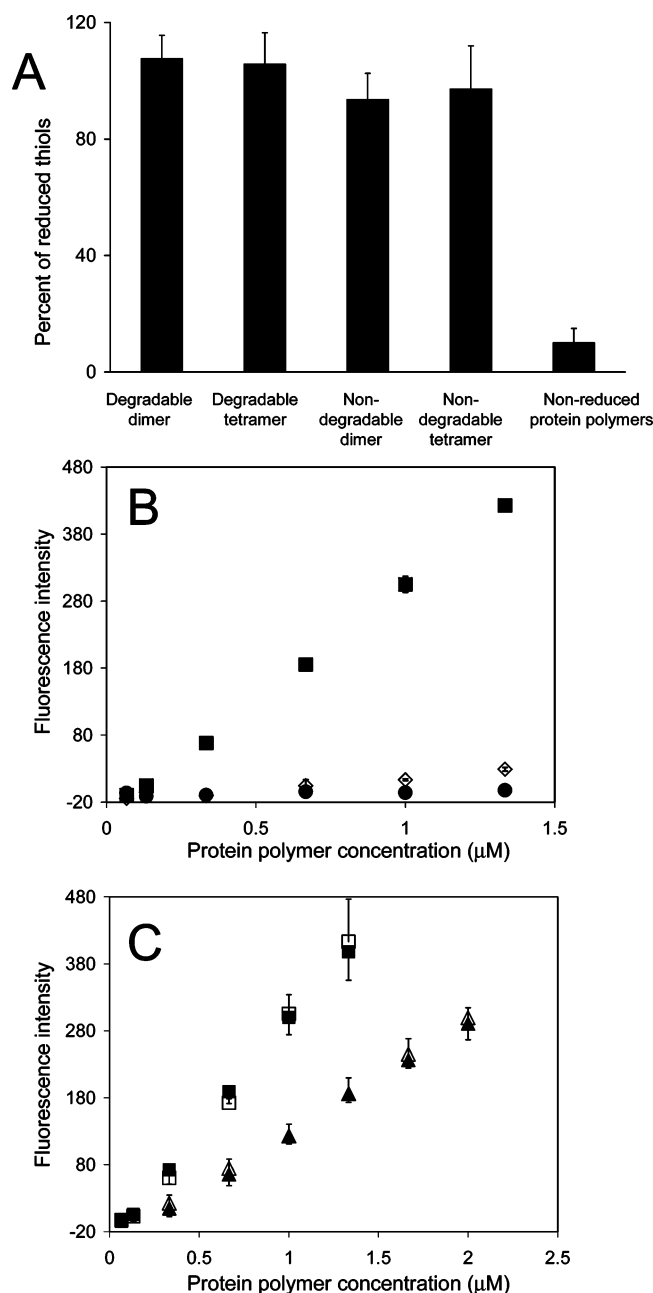 A
Percent of reduced thiols
120
80
40
0
Degradable dimer
Degradable tetramer
Non-degradable dimer
Non-degradable tetramer
Non-reduced protein polymers
B
Fluorescence intensity
480
380
280
180
80
-20
0
0.5
1
1.5
Protein polymer concentration (μM)
C
Fluorescence intensity
480
380
280
180
80
-20
0
0.5
1
1.5
2
2.5
Protein polymer concentration (μM)